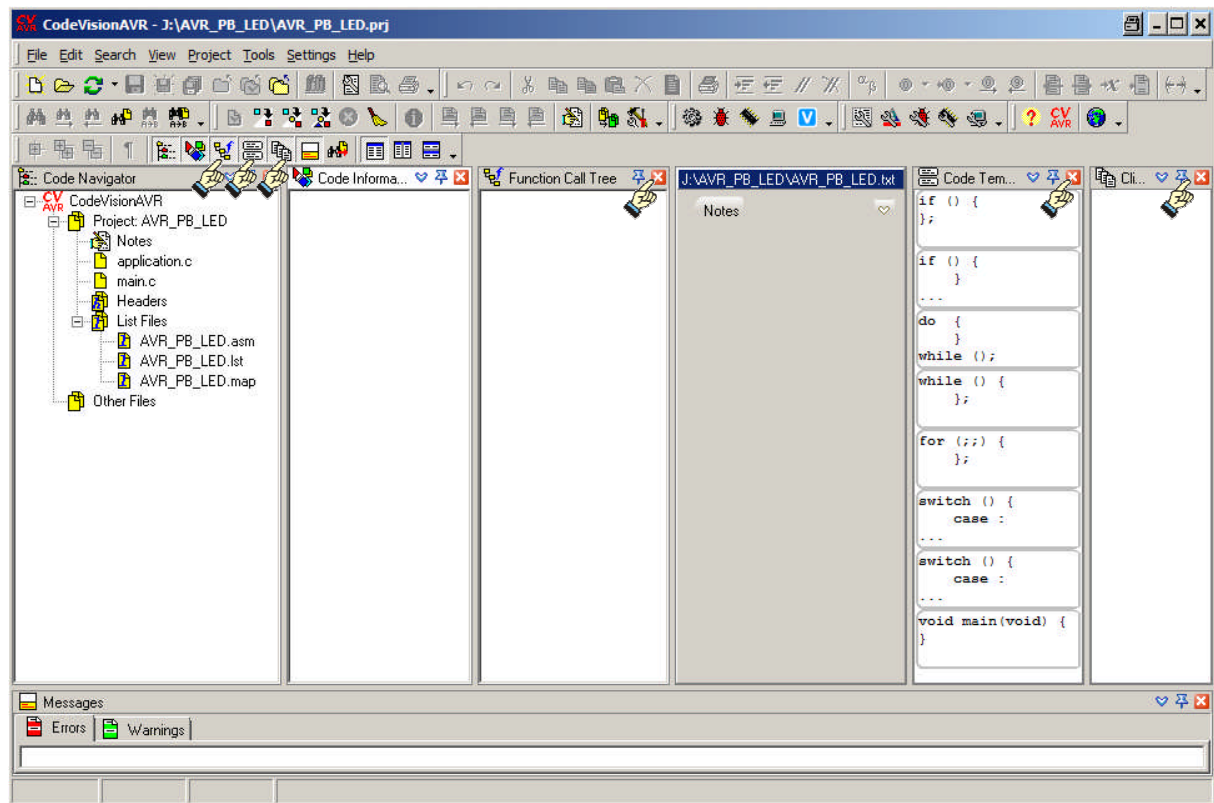 CodeVisionAVR - J:\AVR_PB_LED\AVR_PB_LED.prj
File Edit Search View Project Tools Settings Help
Code Navigator
CodeVisionAVR
Project: AVR_PB_LED
Notes
application.c
main.c
Headers
List Files
AVR_PB_LED.asm
AVR_PB_LED.lst
AVR_PB_LED.map
Other Files
Code Informa...
Function Call Tree
J:\AVR_PB_LED\AVR_PB_LED.txt
Notes
Code Tem...
if () {
};
if () {
}
...
do {
}
while ();
while () {
};
for (;;) {
};
switch () {
case :
...
switch () {
case :
...
void main(void) {
}
Cli...
Messages
Errors
Warnings